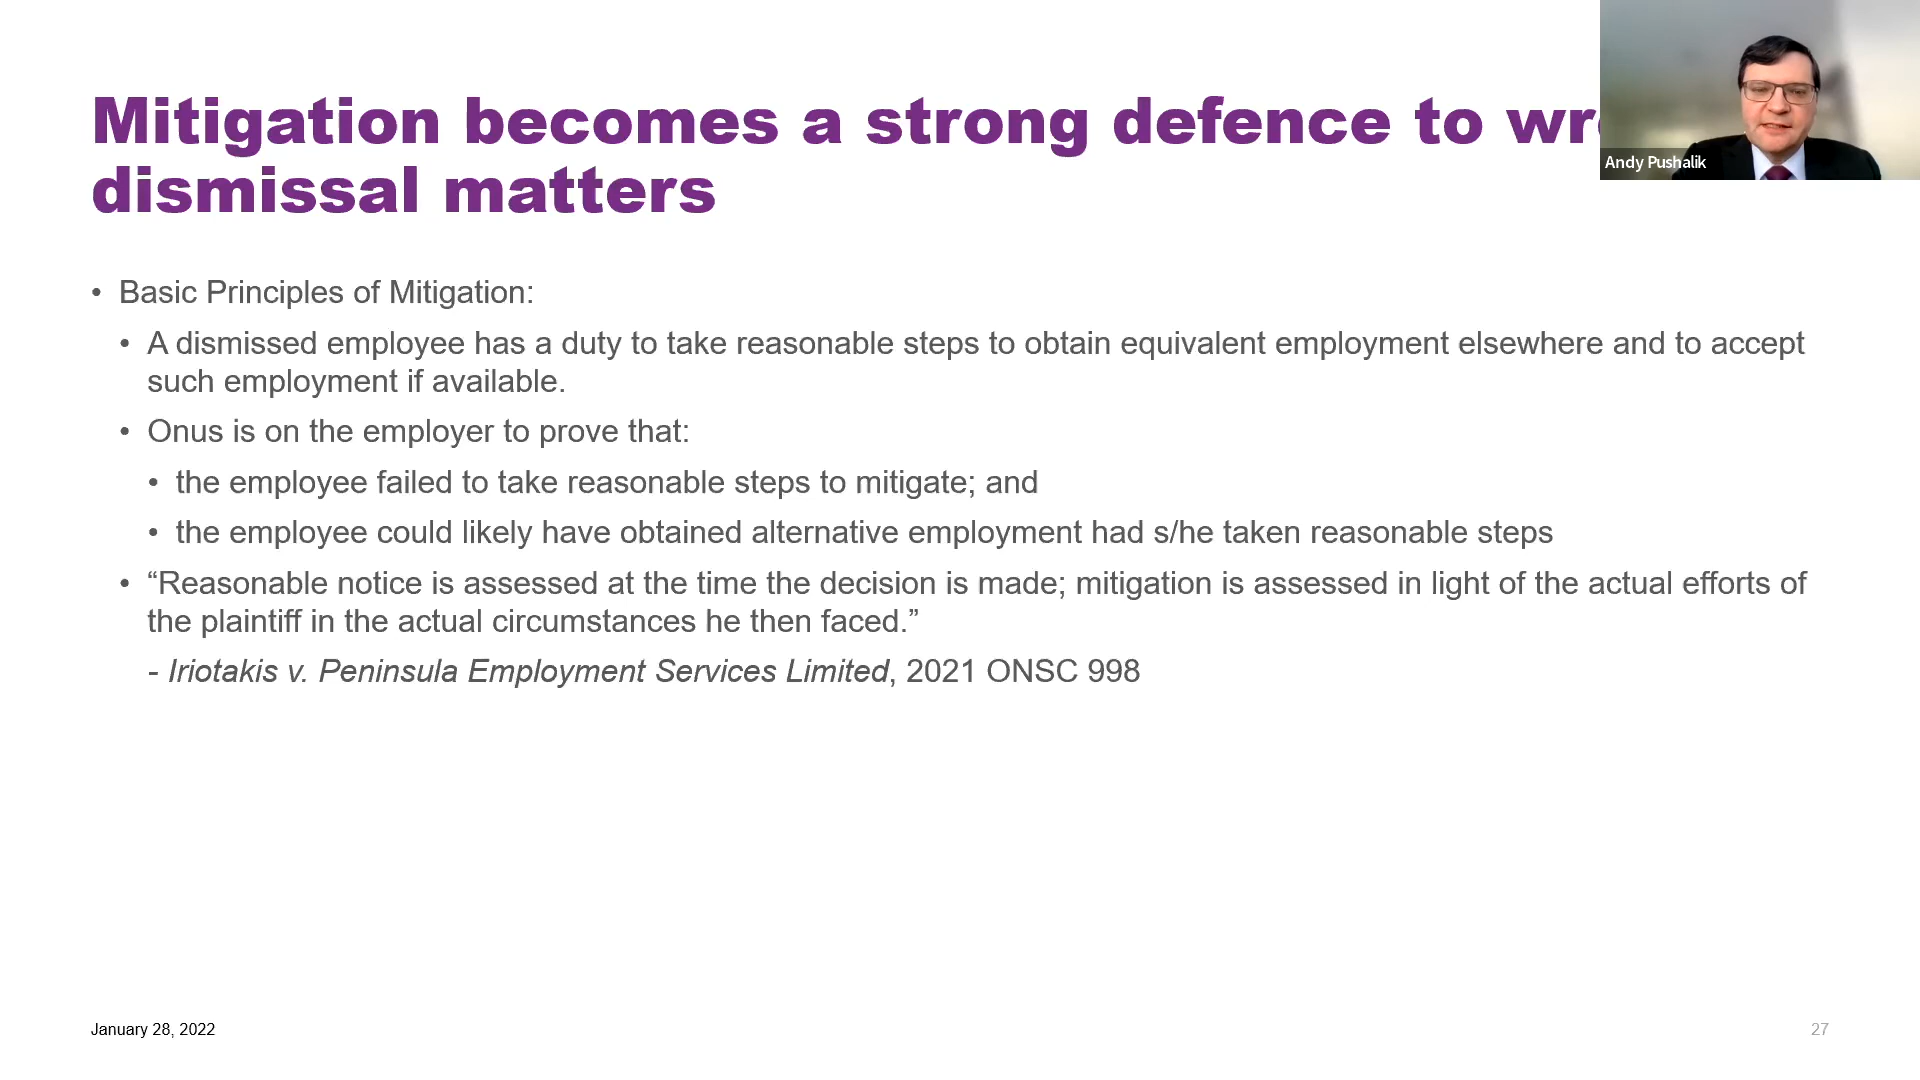 Mitigation becomes a strong defence to
dismissal matters
Andy Pushalik
• Basic Principles of Mitigation:
• A dismissed employee has a duty to take reasonable steps to obtain equivalent employment elsewhere and to accept
such employment if available.
• Onus is on the employer to prove that:
• the employee failed to take reasonable steps to mitigate; and
• the employee could likely have obtained alternative employment had s/he taken reasonable steps
• “Reasonable notice is assessed at the time the decision is made; mitigation is assessed in light of the actual efforts of
the plaintiff in the actual circumstances he then faced.”
- Iriotakis v. Peninsula Employment Services Limited, 2021 ONSC 998
January 28, 2022
27